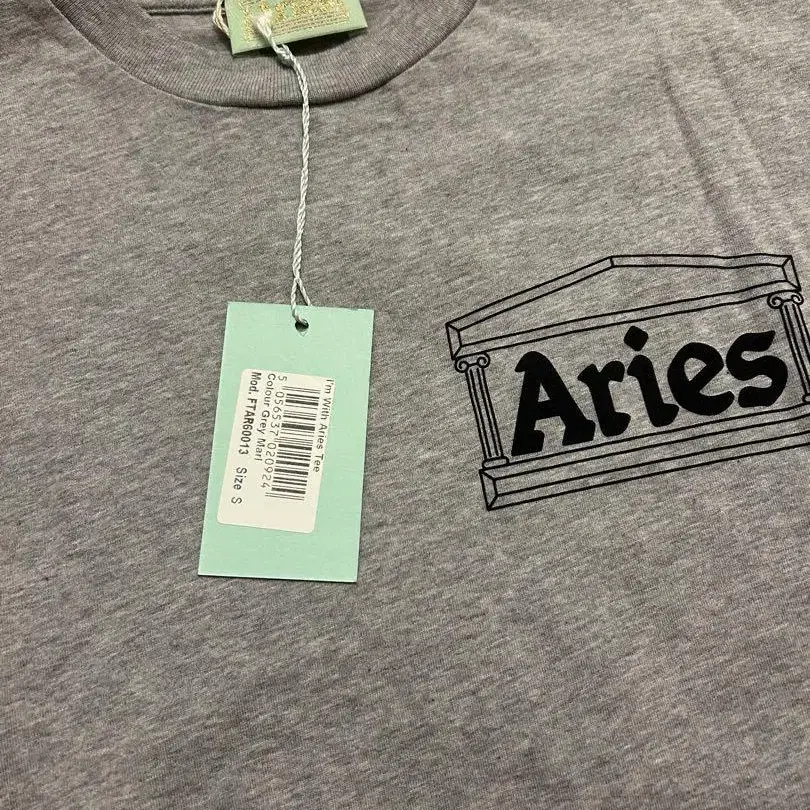 I'm With Aries Tee
5 056537 020924
Colour Grey Marl
Mod. FTAR60013 Size S
Aries